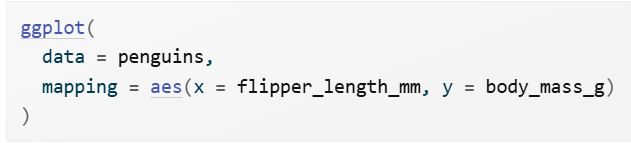 ggplot(
  data = penguins,
  mapping = aes(x = flipper_length_mm, y = body_mass_g)
)